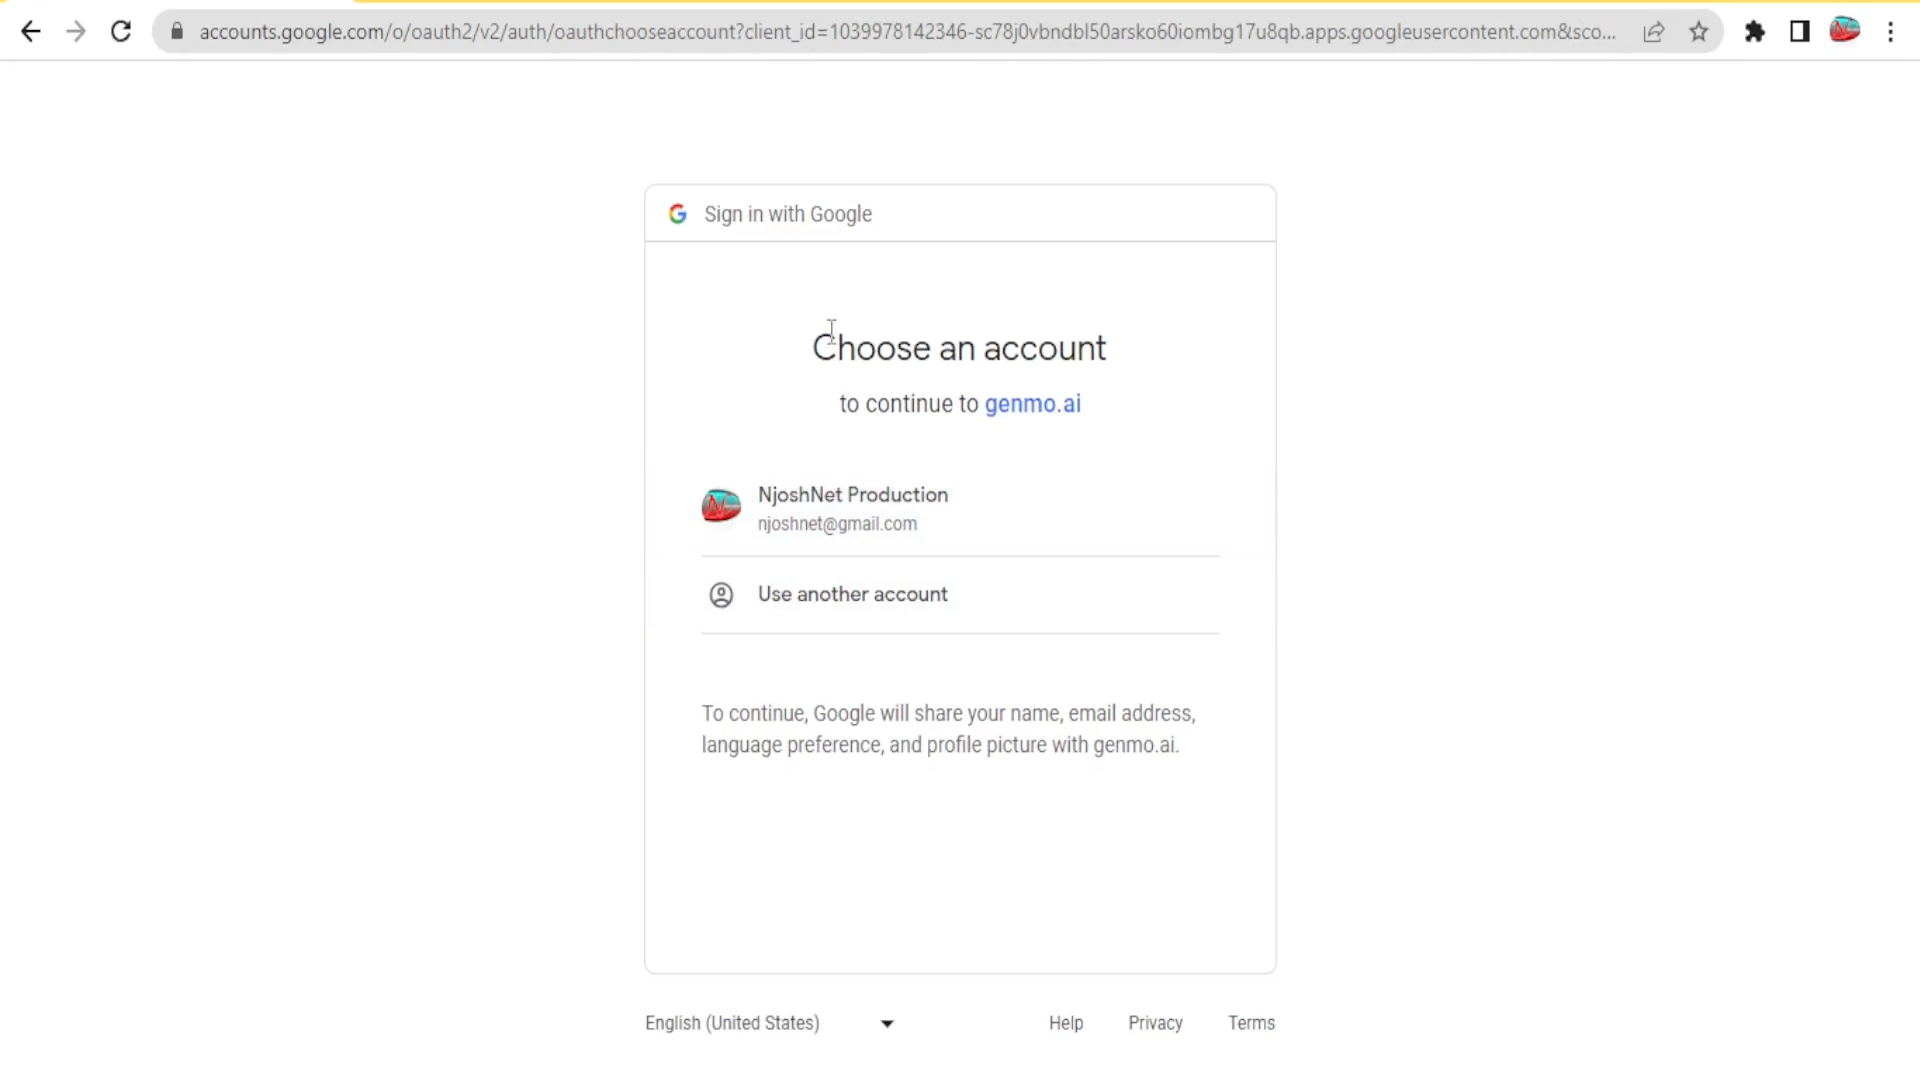 accounts.google.com/o/oauth2/v2/auth/oauthchooseaccount?client_id=1039978142346-sc78j0vbndbl50arsko60iombg17u8qb.apps.googleusercontent.com&sco...
Sign in with Google
Choose an account
to continue to genmo.ai
NjoshNet Production
njoshnet@gmail.com
Use another account
To continue, Google will share your name, email address,
language preference, and profile picture with genmo.ai.
English (United States) Help Privacy Terms